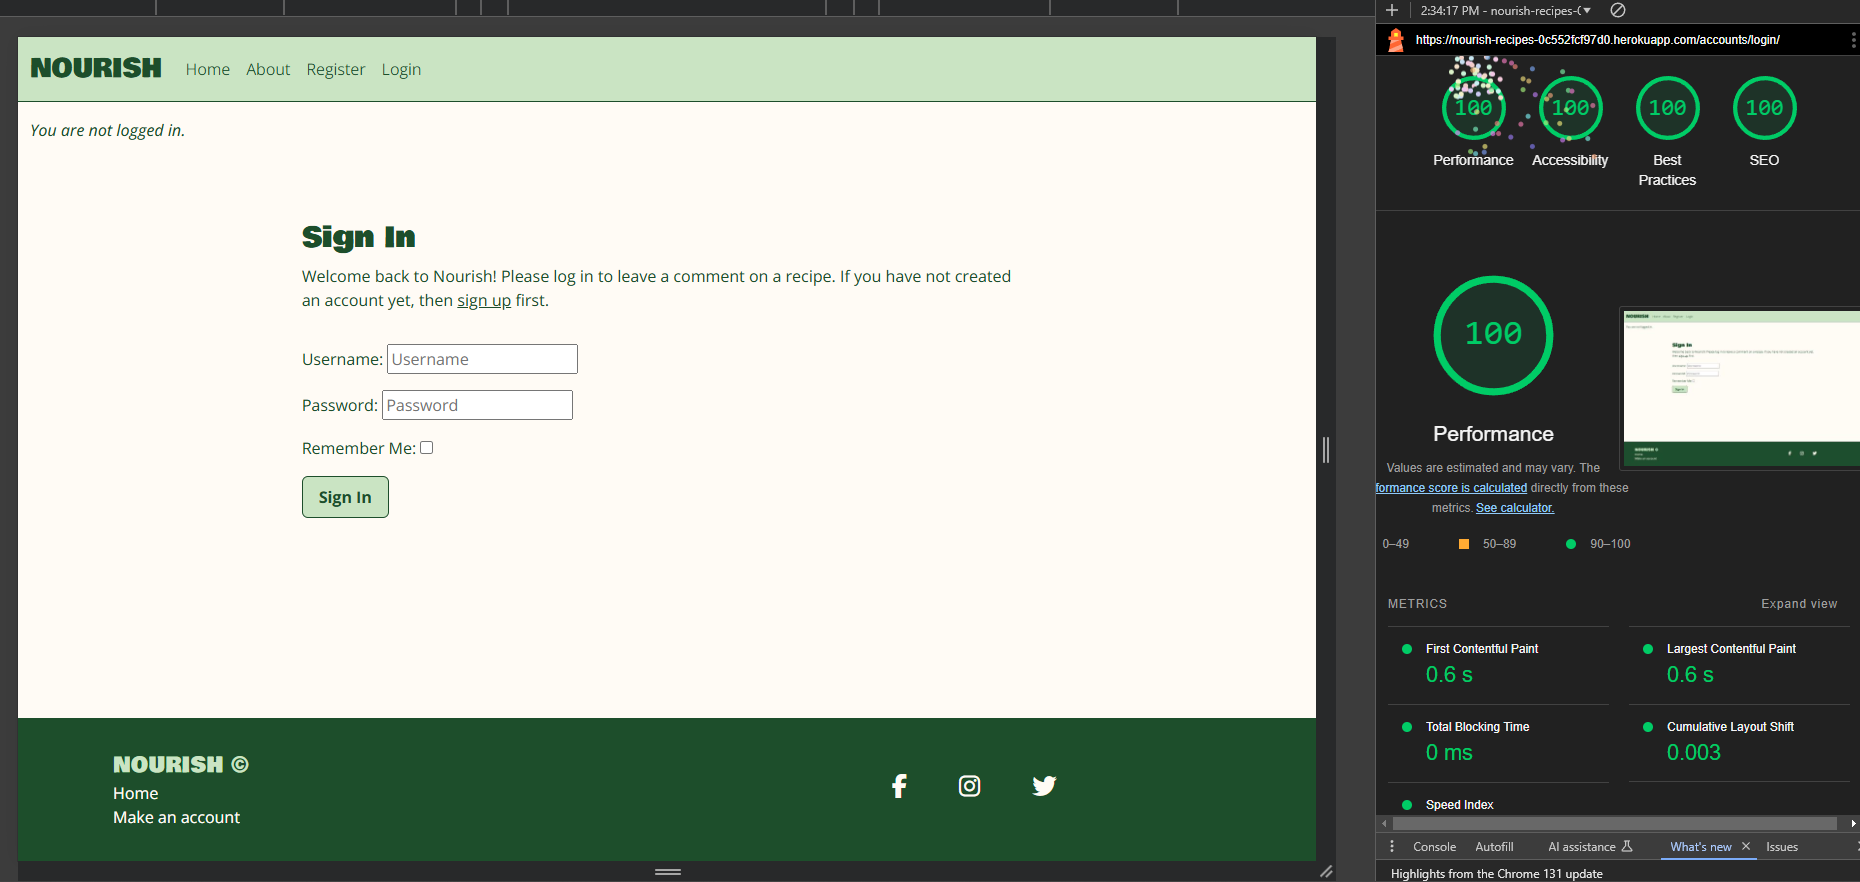 NOURISH Home About Register Login
You are not logged in.
Sign In
Welcome back to Nourish! Please log in to leave a comment on a recipe. If you have not created
an account yet, then sign up first.
Username: Username
Password: Password
Remember Me:
Sign In
NOURISH ©
Home
Make an account
2:34:17 PM - nourish-recipes-
https://nourish-recipes-0c552fcf97d0.herokuapp.com/accounts/login/
100 100 100 100
Performance Accessibility Best Practices SEO
100
Performance
Values are estimated and may vary. The
formance score is calculated directly from these
metrics. See calculator.
0–49 50–89 90–100
METRICS Expand view
First Contentful Paint
0.6 s
Largest Contentful Paint
0.6 s
Total Blocking Time
0 ms
Cumulative Layout Shift
0.003
Speed Index
Console Autofill AI assistance What's new Issues
Highlights from the Chrome 131 update